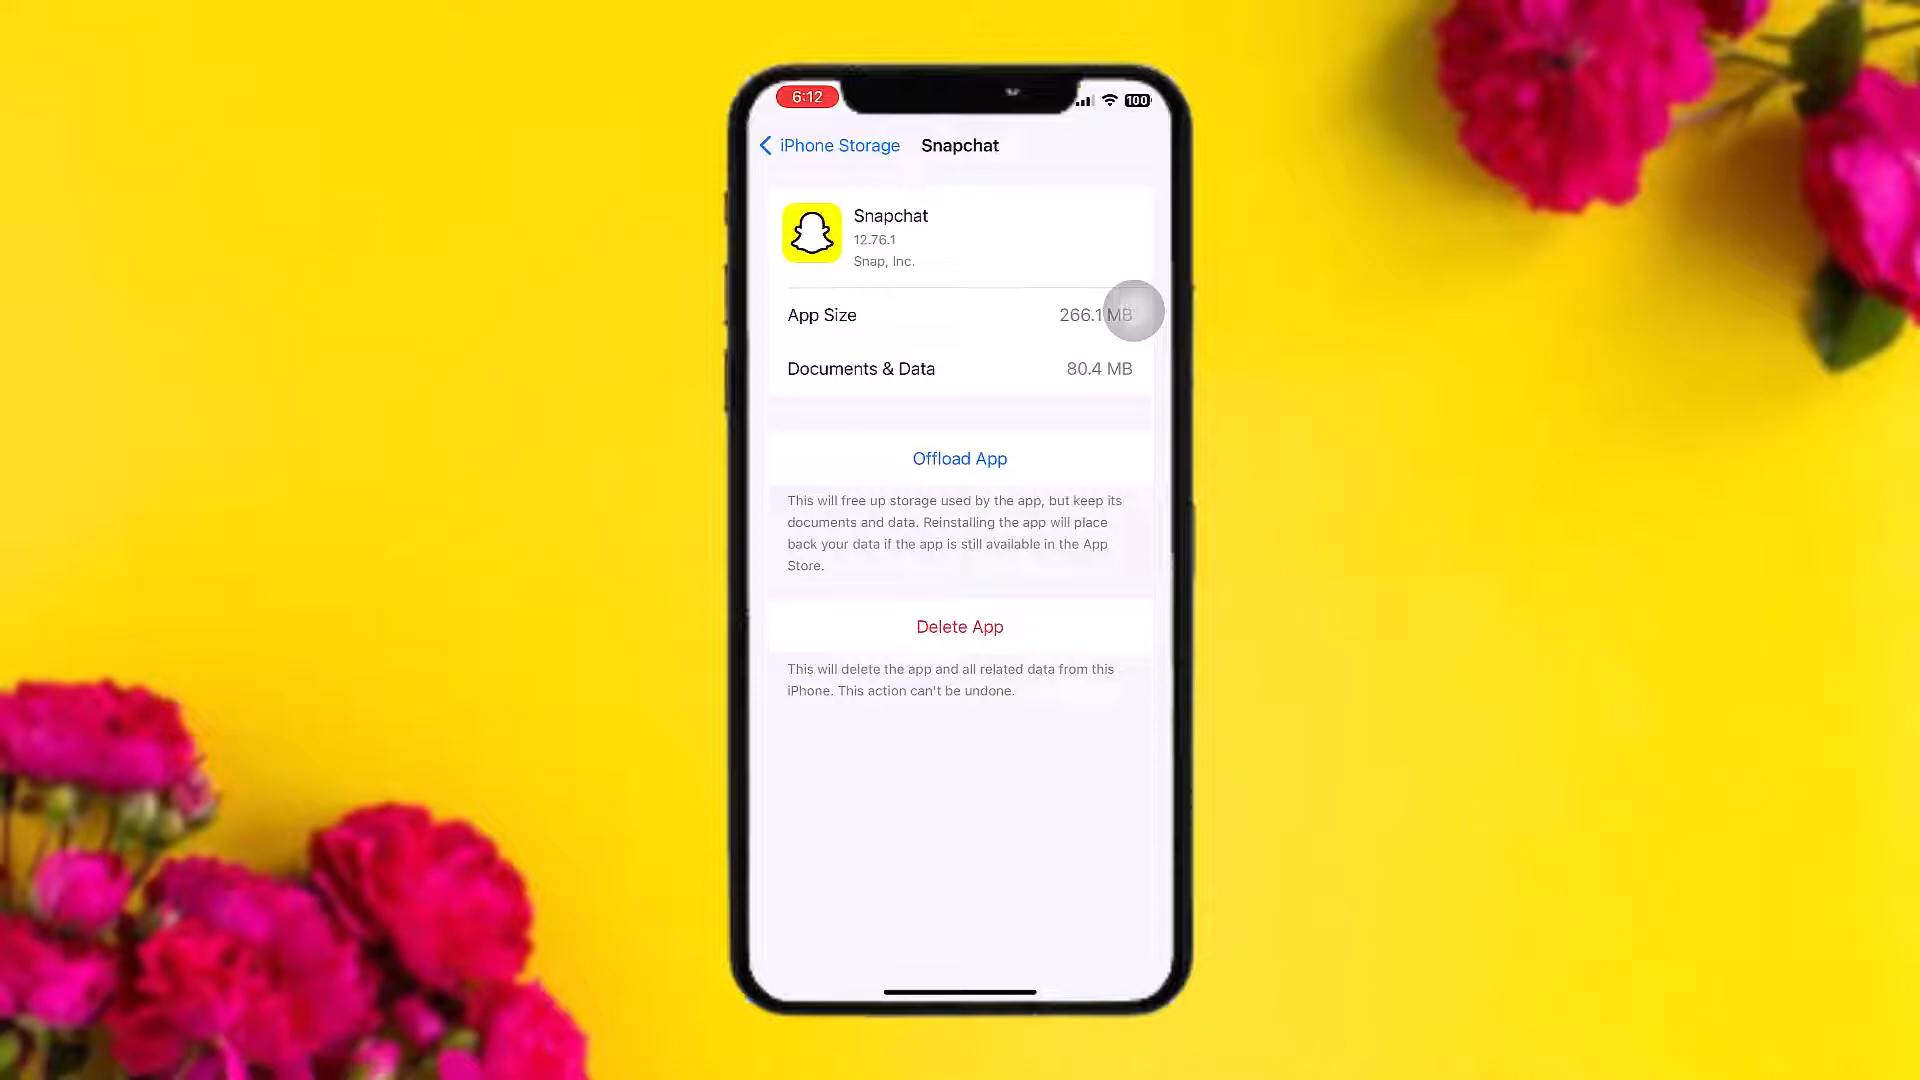 6:12
100
iPhone Storage Snapchat
Snapchat
12.76.1
Snap, Inc.
App Size 266.1 MB
Documents & Data 80.4 MB
Offload App
This will free up storage used by the app, but keep its
documents and data. Reinstalling the app will place
back your data if the app is still available in the App
Store.
Delete App
This will delete the app and all related data from this
iPhone. This action can't be undone.